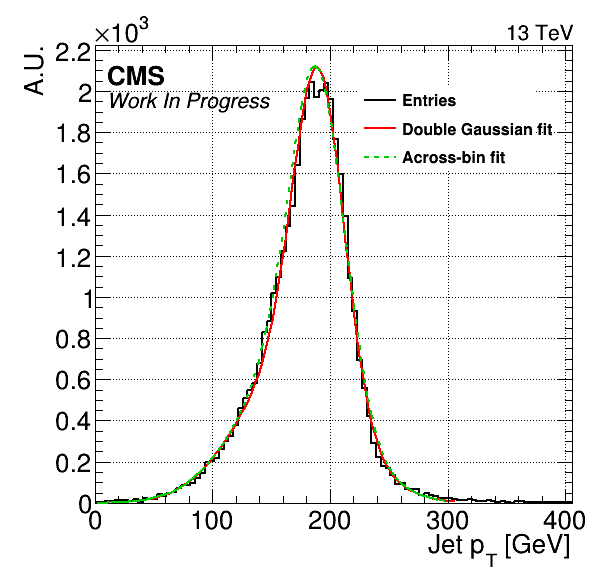 ×10³
13 TeV
A.U.
CMS
Work In Progress
Entries
Double Gaussian fit
Across-bin fit
2.2
2
1.8
1.6
1.4
1.2
1
0.8
0.6
0.4
0.2
0
0 100 200 300 400
Jet p_T [GeV]